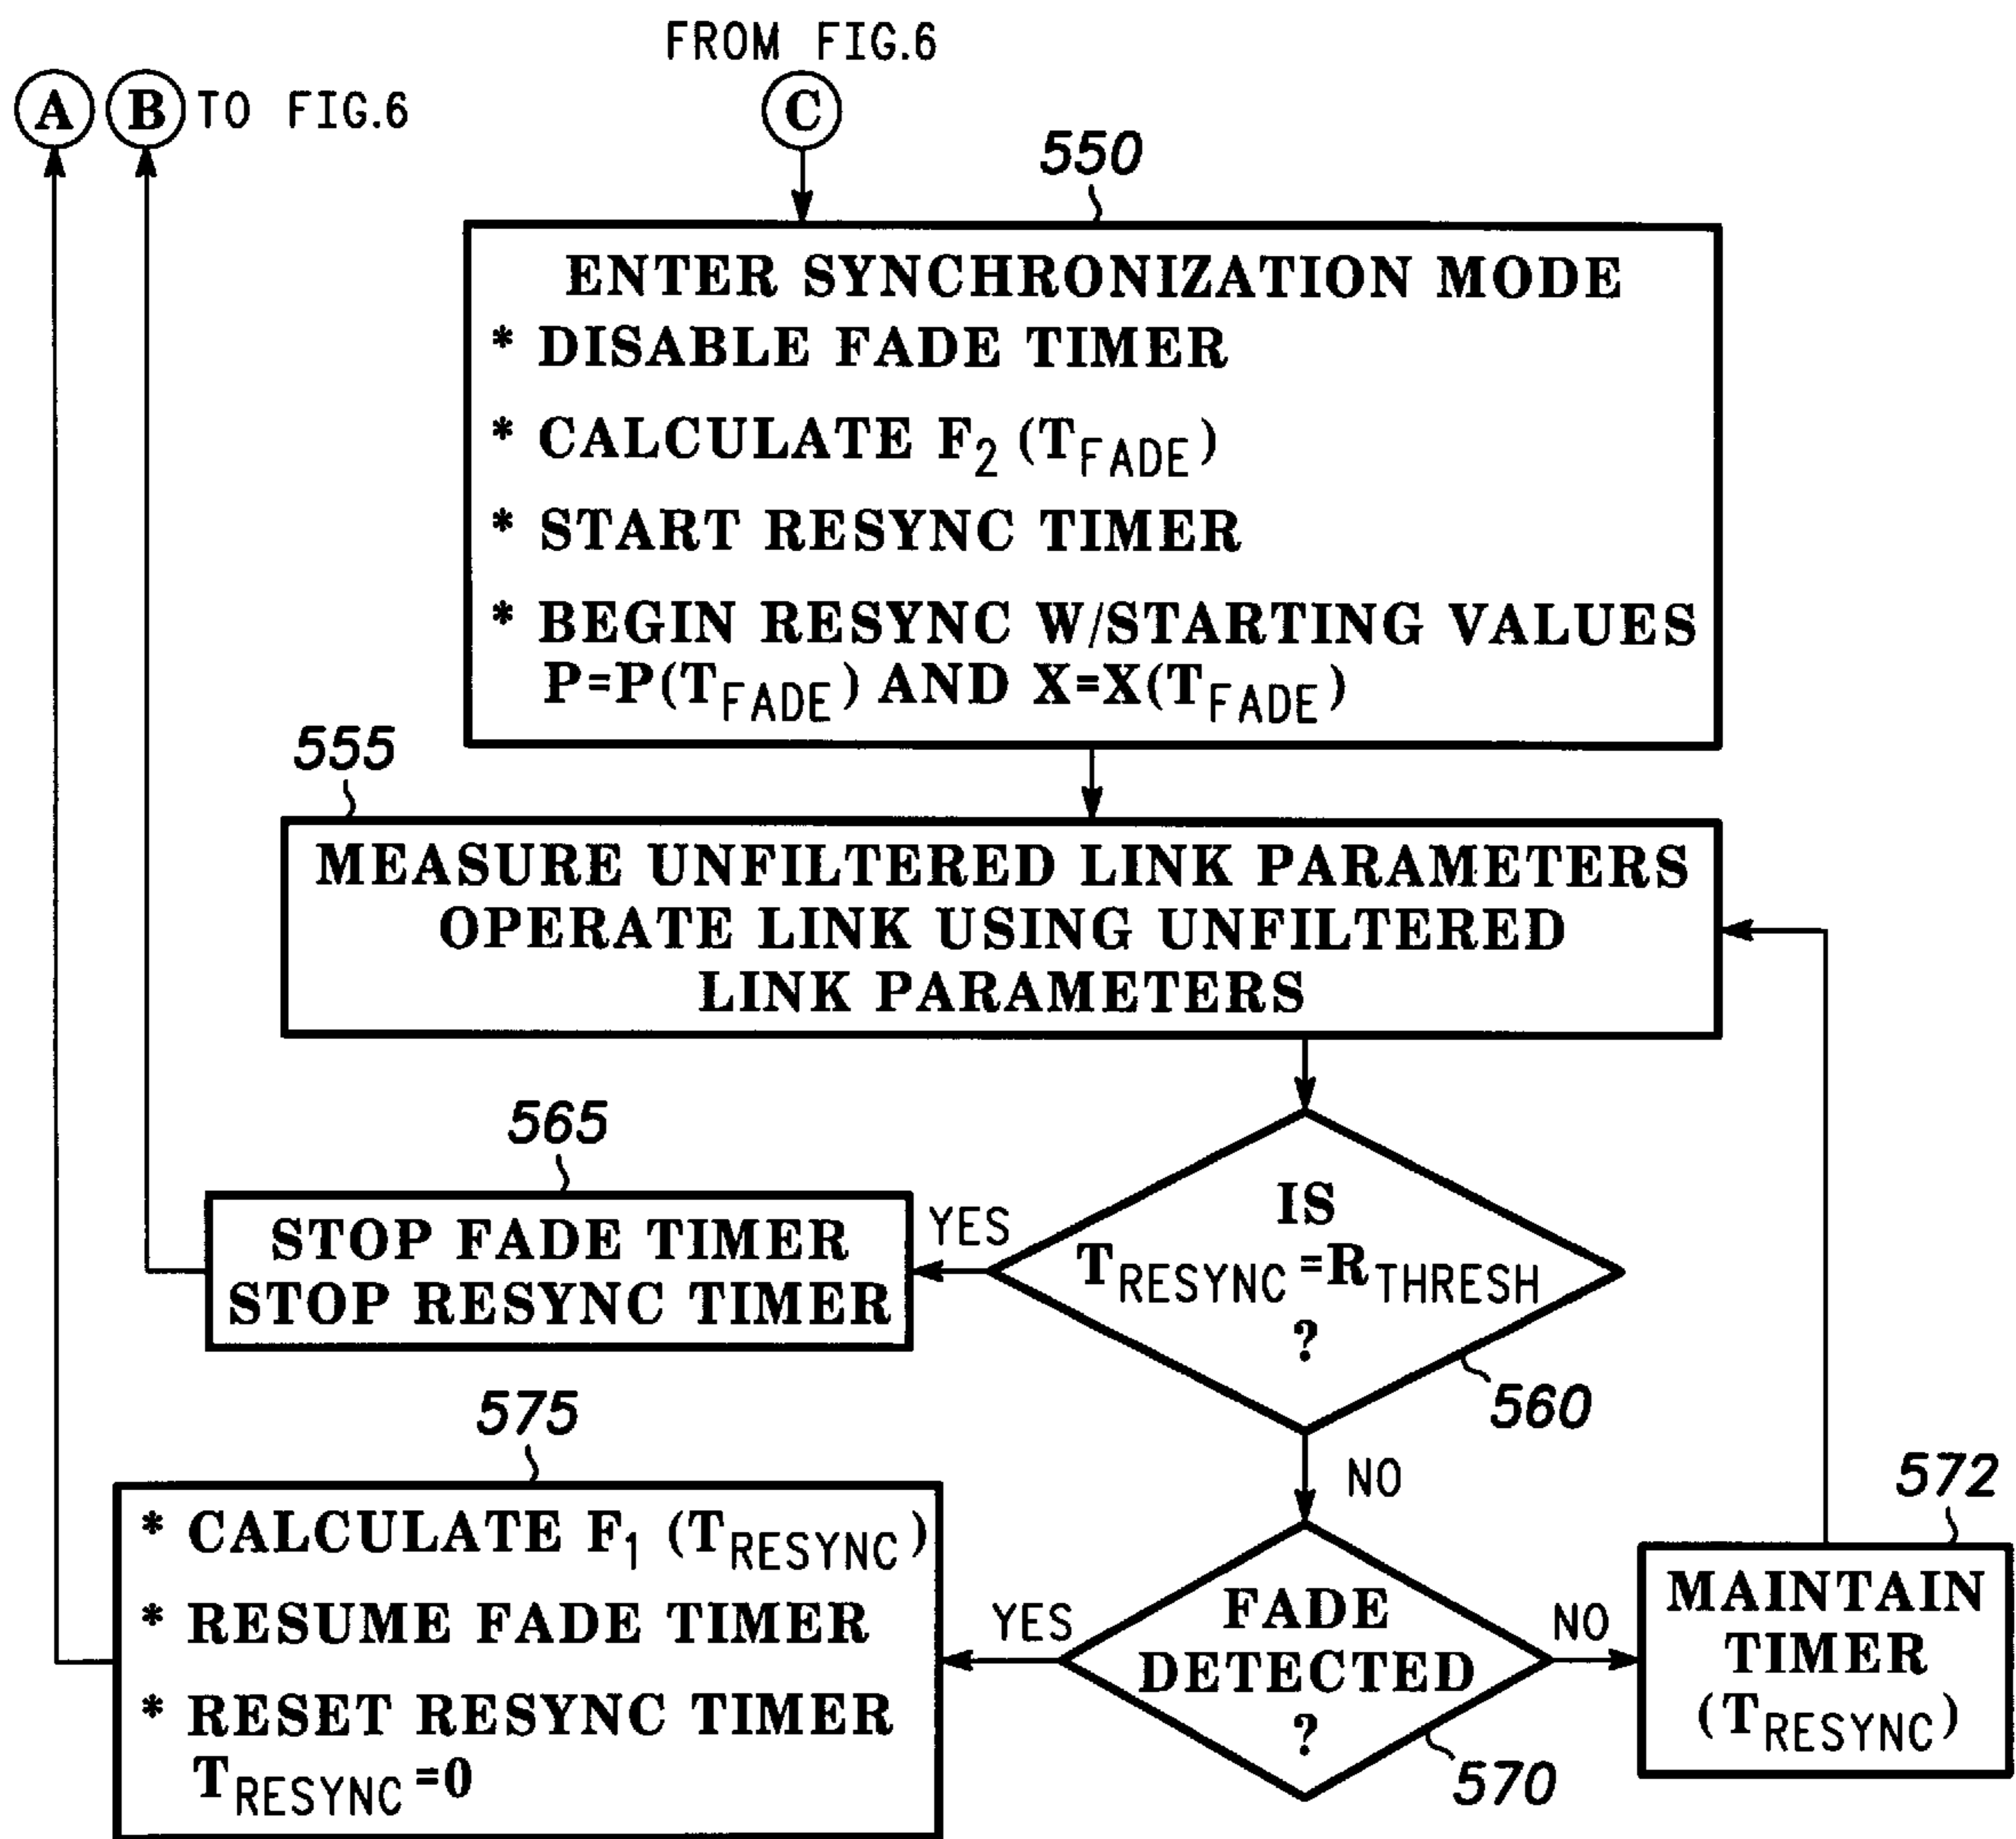 FROM FIG.6
A B TO FIG.6
C
550
ENTER SYNCHRONIZATION MODE
* DISABLE FADE TIMER
* CALCULATE F2 (TFADE)
* START RESYNC TIMER
* BEGIN RESYNC W/STARTING VALUES
P=P(TFADE) AND X=X(TFADE)
555
MEASURE UNFILTERED LINK PARAMETERS
OPERATE LINK USING UNFILTERED
LINK PARAMETERS
565
STOP FADE TIMER
STOP RESYNC TIMER
YES
IS
TRESYNC=RTHRESH
?
560
NO
575
* CALCULATE F1 (TRESYNC)
* RESUME FADE TIMER
* RESET RESYNC TIMER
TRESYNC=0
YES
FADE
DETECTED
?
570
NO
572
MAINTAIN
TIMER
(TRESYNC)